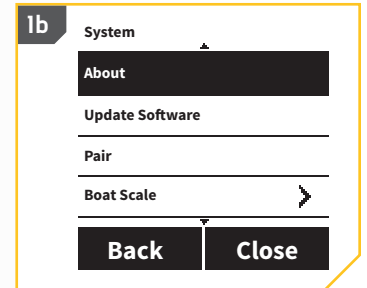 1b
System
About
Update Software
Pair
Boat Scale
Back Close